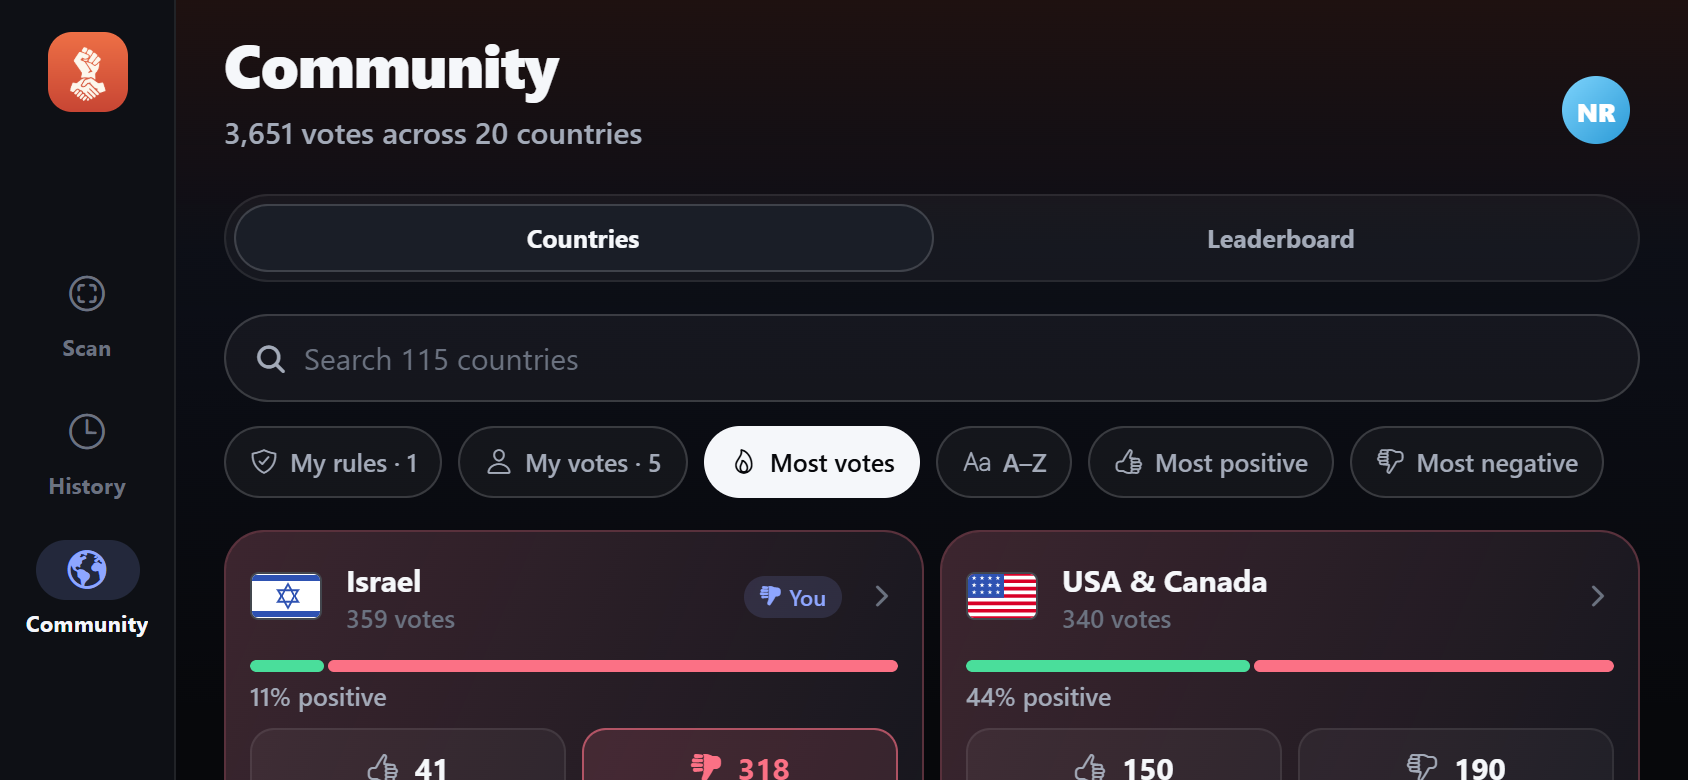 Community
3,651 votes across 20 countries
NR
Countries
Leaderboard
Search 115 countries
My rules · 1
My votes · 5
Most votes
Aa A–Z
Most positive
Most negative
Scan
History
Community
Israel
359 votes
You
11% positive
41
318
USA & Canada
340 votes
44% positive
150
190